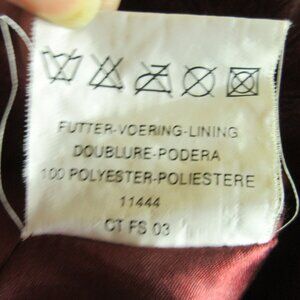 FUTTER-VOERING-LINING
DOUBLURE-PODERA
100 POLYESTER-POLIESTERE
11444
CT FS 03